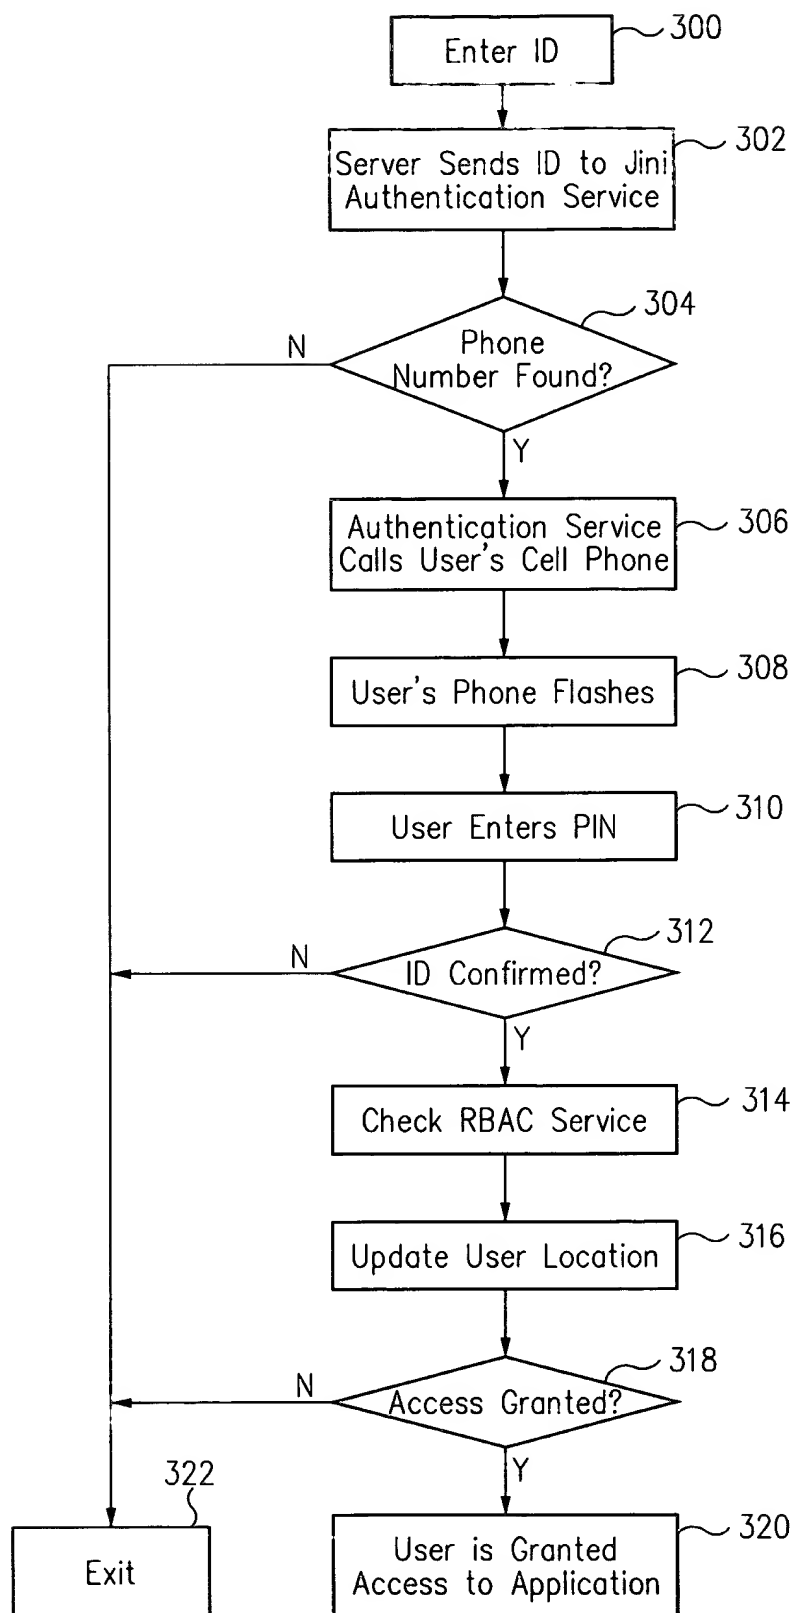 Enter ID
300
Server Sends ID to Jini
Authentication Service
302
Phone
Number Found?
304
N
Y
Authentication Service
Calls User's Cell Phone
306
User's Phone Flashes
308
User Enters PIN
310
ID Confirmed?
312
N
Y
Check RBAC Service
314
Update User Location
316
Access Granted?
318
N
Y
322
Exit
User is Granted
Access to Application
320